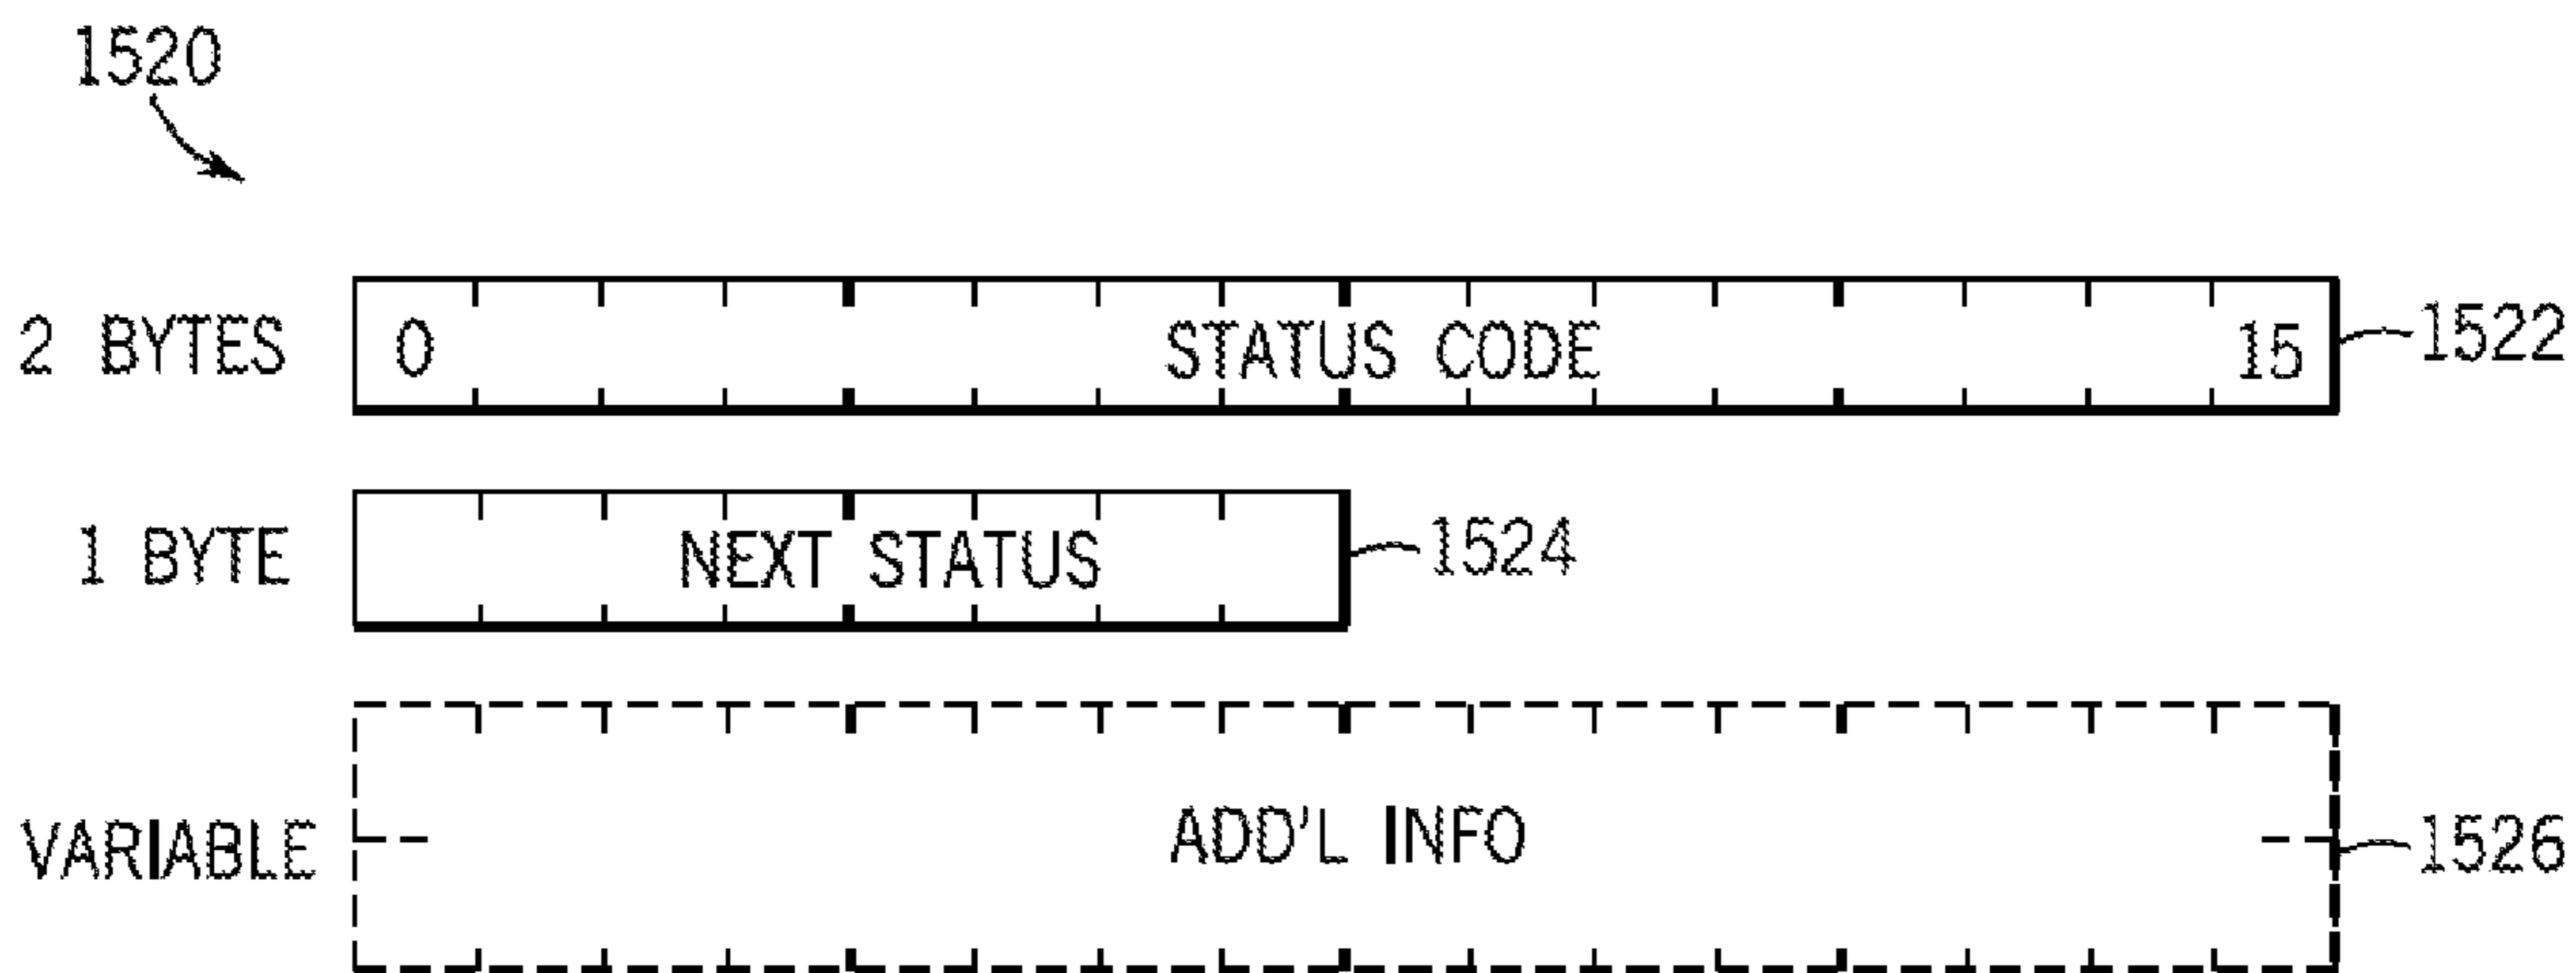 1520
2 BYTES 0 STATUS CODE 15 1522
1 BYTE NEXT STATUS 1524
VARIABLE ADD'L INFO 1526